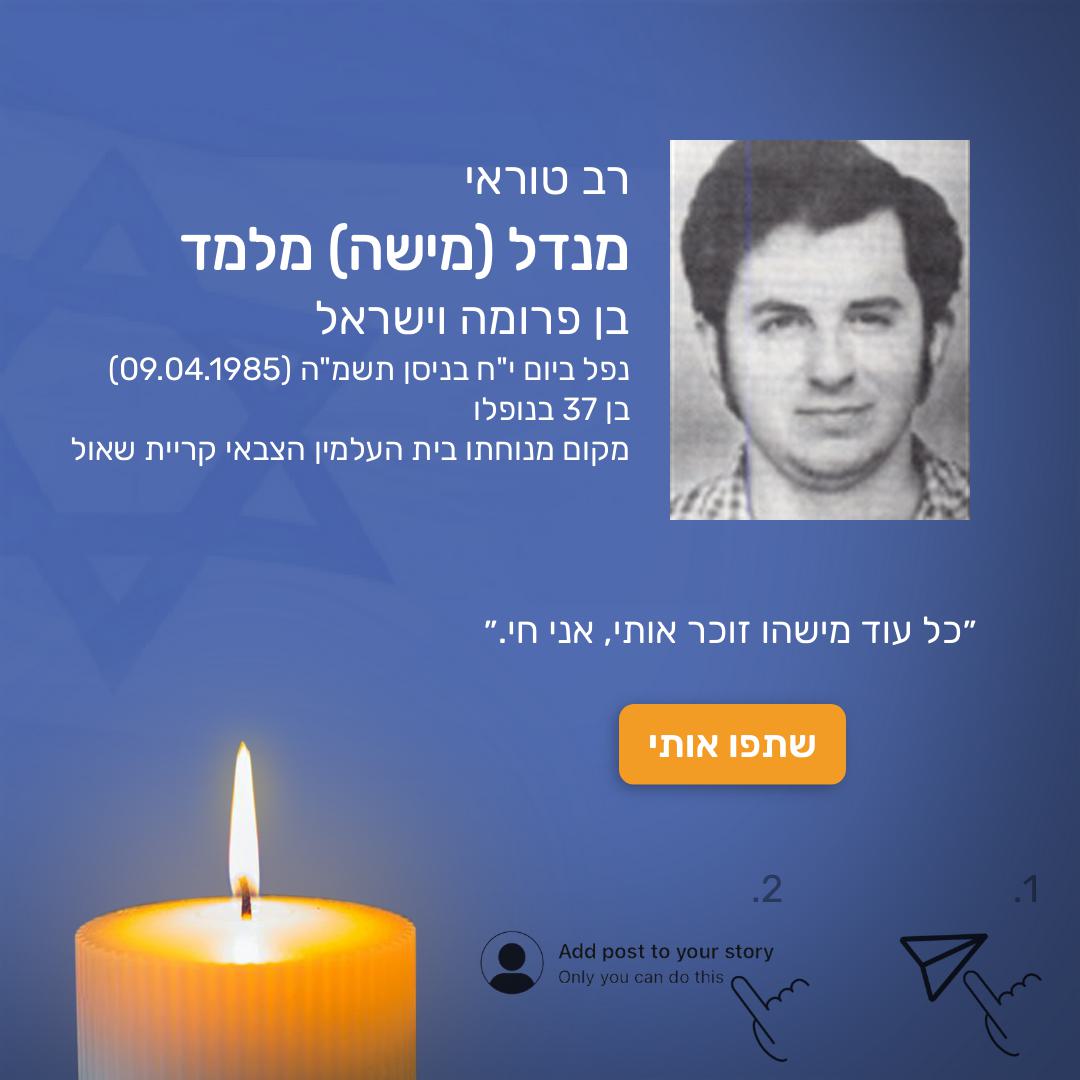 רב טוראי
מנדל (מישה) מלמד
בן פרומה וישראל
נפל ביום י"ח בניסן תשמ"ה (09.04.1985)
בן 37 בנופלו
מקום מנוחתו בית העלמין הצבאי קריית שאול
״כל עוד מישהו זוכר אותי, אני חי.״
שתפו אותי
1.
2.
Add post to your story
Only you can do this